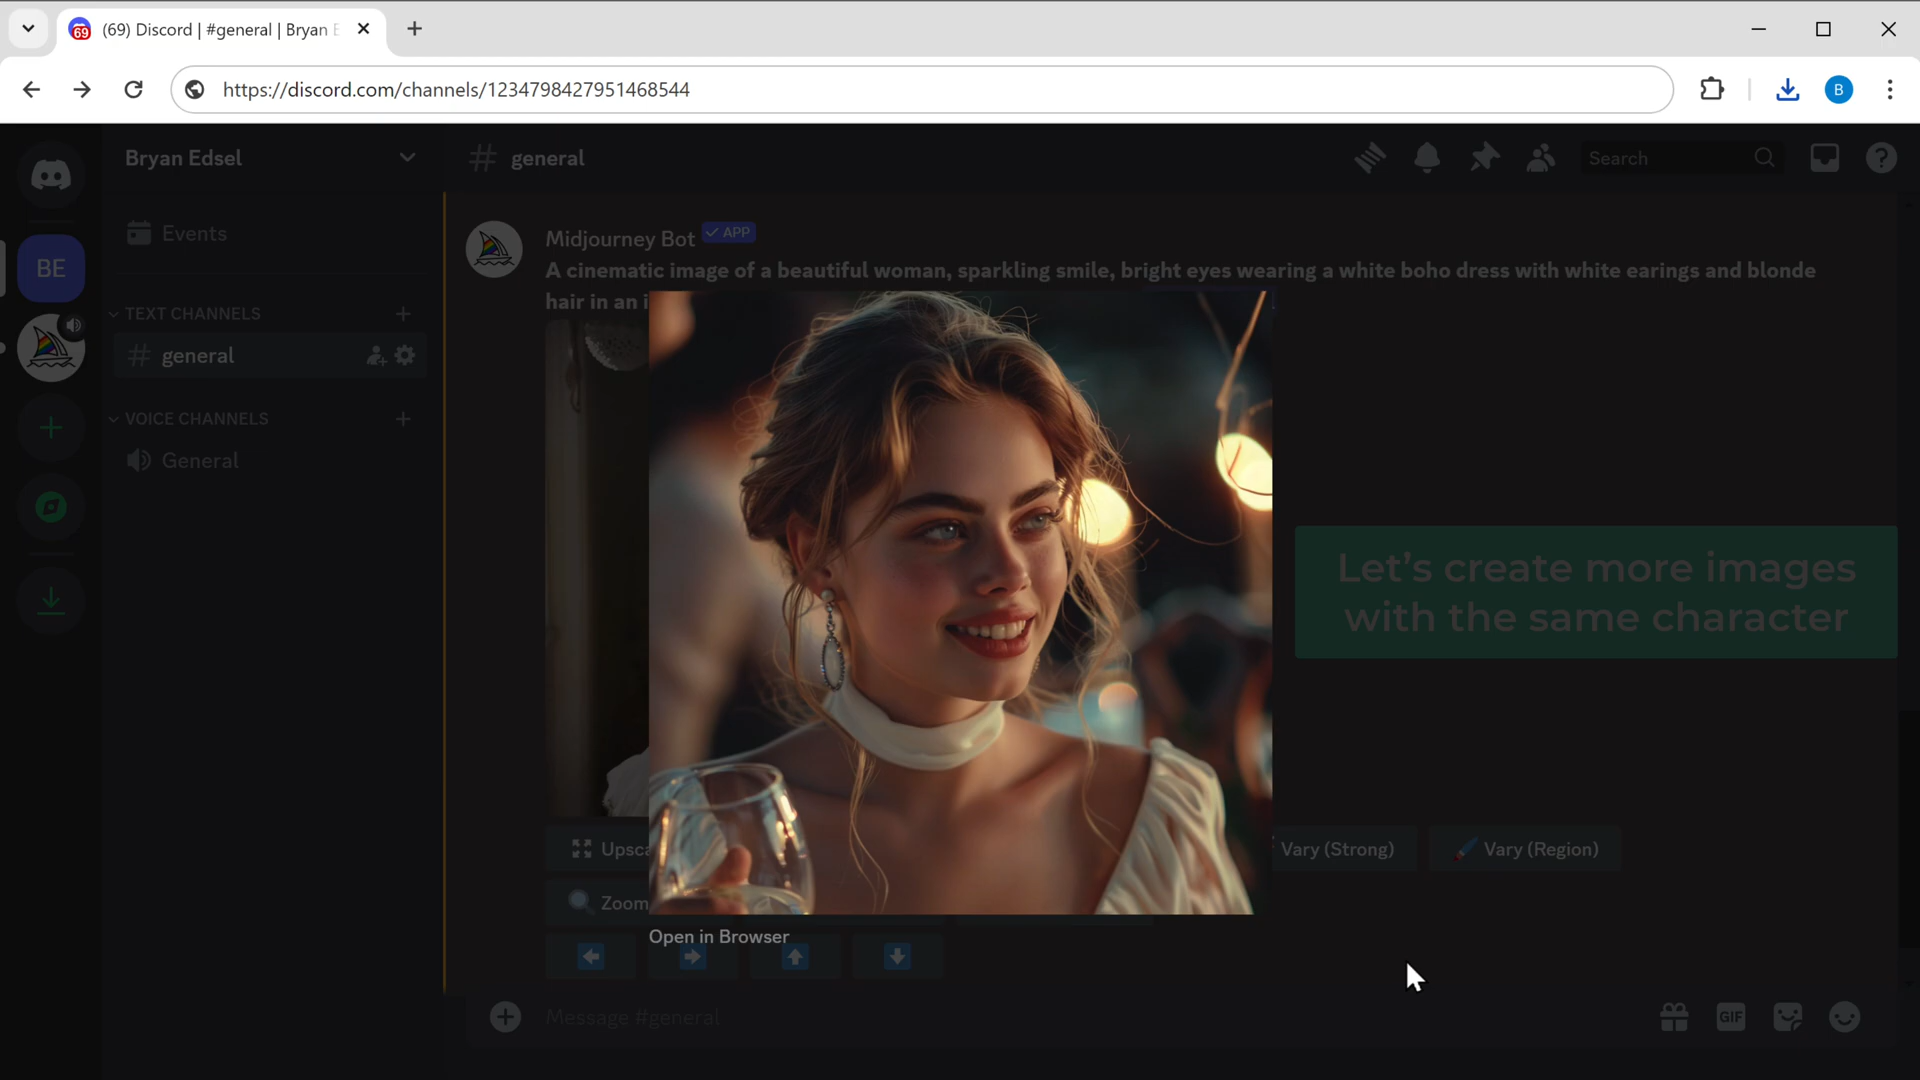 69
(69) Discord | #general | Bryan E
https://discord.com/channels/1234798427951468544
B
Bryan Edsel
# general
Search
Events
BE
TEXT CHANNELS
# general
VOICE CHANNELS
General
Midjourney Bot ✓ APP
A cinematic image of a beautiful woman, sparkling smile, bright eyes wearing a white boho dress with white earings and blonde
hair in an i
Let's create more images
with the same character
Upsca
Vary (Strong)
Vary (Region)
Zoom
Open in Browser
Message #general
GIF